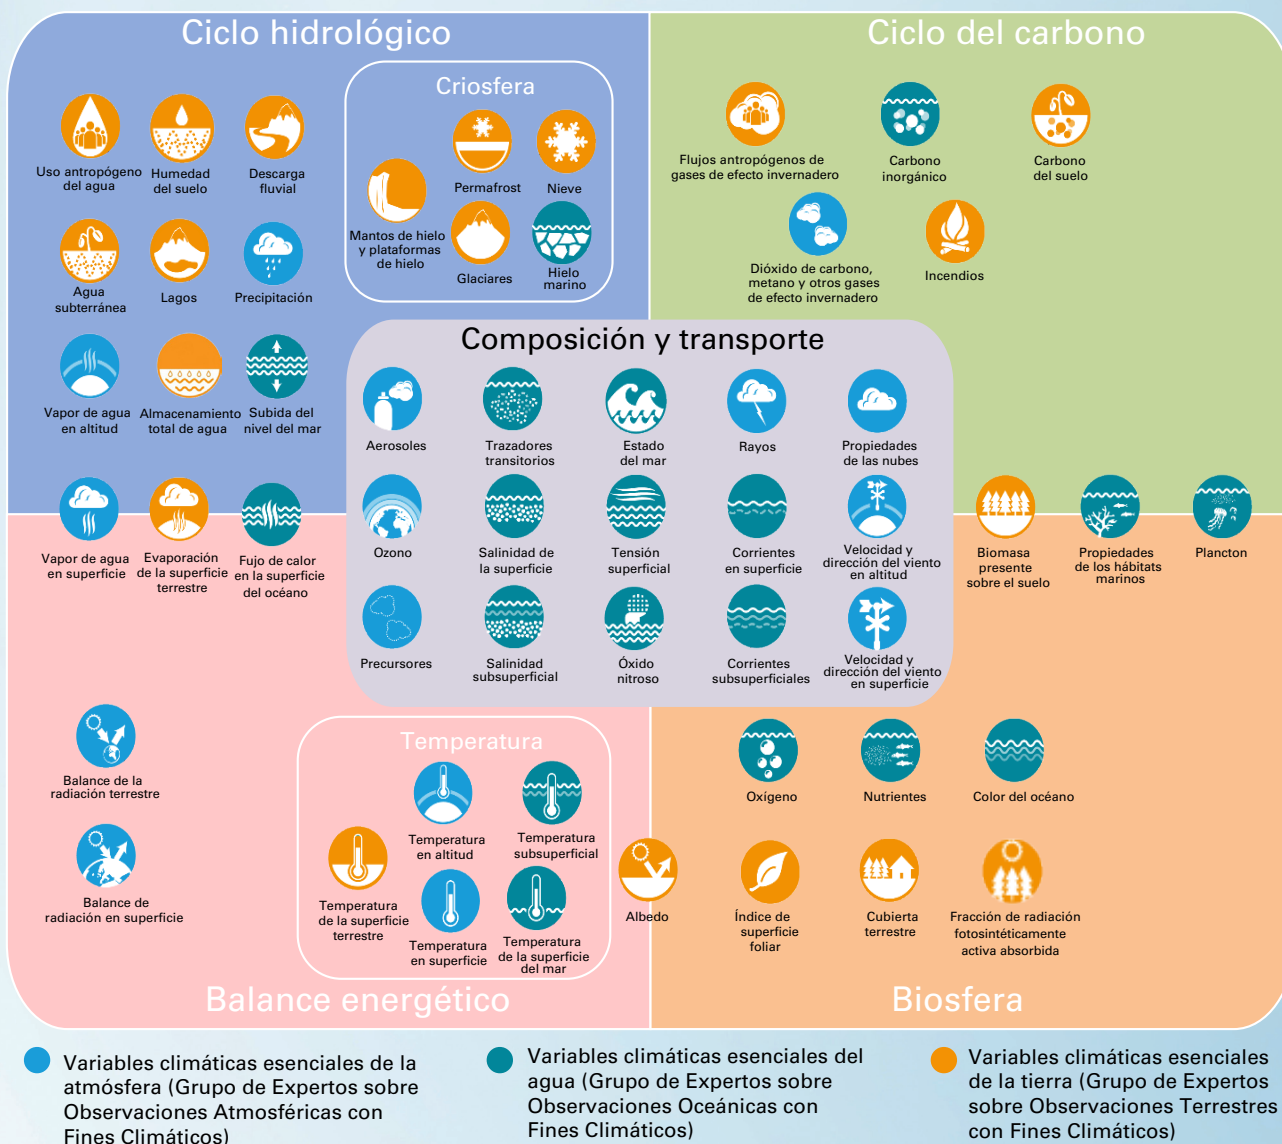 Ciclo hidrológico
Ciclo del carbono
Criosfera
Uso antropógeno
del agua
Humedad
del suelo
Descarga
fluvial
Permafrost
Nieve
Mantos de hielo
y plataformas
de hielo
Glaciares
Hielo
marino
Flujos antropógenos de
gases de efecto invernadero
Carbono
inorgánico
Carbono
del suelo
Agua
subterránea
Lagos
Precipitación
Dióxido de carbono,
metano y otros gases
de efecto invernadero
Incendios
Vapor de agua
en altitud
Almacenamiento
total de agua
Subida del
nivel del mar
Composición y transporte
Aerosoles
Trazadores
transitorios
Estado
del mar
Rayos
Propiedades
de las nubes
Vapor de agua
en superficie
Evaporación
de la superficie
terrestre
Fujo de calor
en la superficie
del océano
Ozono
Salinidad de
la superficie
Tensión
superficial
Corrientes
en superficie
Velocidad y
dirección del viento
en altitud
Biomasa
presente
sobre el suelo
Propiedades
de los hábitats
marinos
Plancton
Precursores
Salinidad
subsuperficial
Óxido
nitroso
Corrientes
subsuperficiales
Velocidad y
dirección del viento
en superficie
Balance de la
radiación terrestre
Temperatura
Temperatura
en altitud
Temperatura
subsuperficial
Oxígeno
Nutrientes
Color del océano
Balance de
radiación en superficie
Temperatura
de la superficie
terrestre
Temperatura
en superficie
Temperatura
de la superficie
del mar
Albedo
Índice de
superficie
foliar
Cubierta
terrestre
Fracción de radiación
fotosintéticamente
activa absorbida
Balance energético
Biosfera
Variables climáticas esenciales de la
atmósfera (Grupo de Expertos sobre
Observaciones Atmosféricas con
Fines Climáticos)
Variables climáticas esenciales del
agua (Grupo de Expertos sobre
Observaciones Oceánicas con
Fines Climáticos)
Variables climáticas esenciales
de la tierra (Grupo de Expertos
sobre Observaciones Terrestres
con Fines Climáticos)